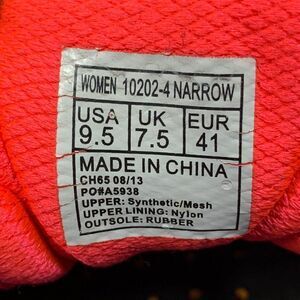 WOMEN 10202-4 NARROW
USA UK EUR
9.5 7.5 41
MADE IN CHINA
CH65 08/13
PO#A5938
UPPER: Synthetic/Mesh
UPPER LINING: Nylon
OUTSOLE: RUBBER